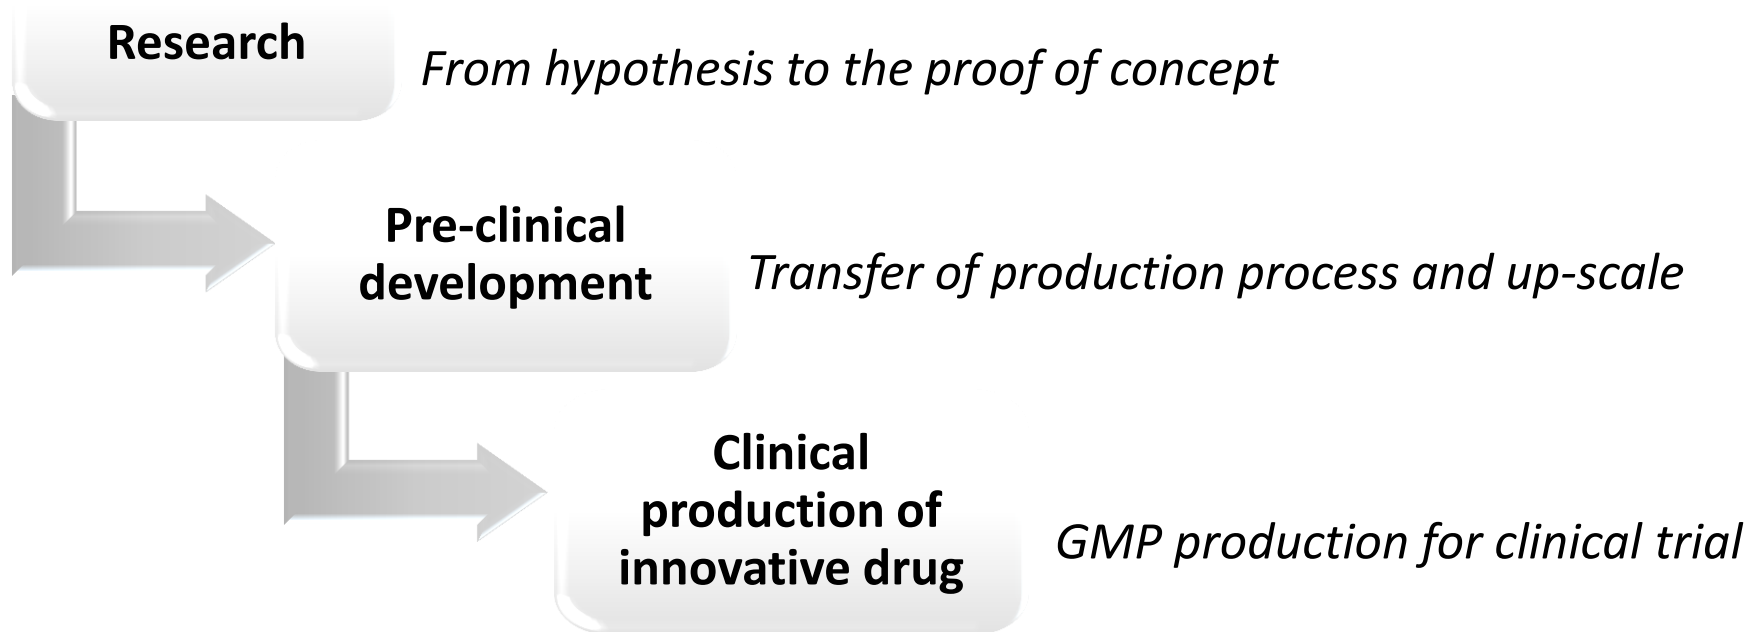 Research
From hypothesis to the proof of concept
Pre-clinical
development
Transfer of production process and up-scale
Clinical
production of
innovative drug
GMP production for clinical trial